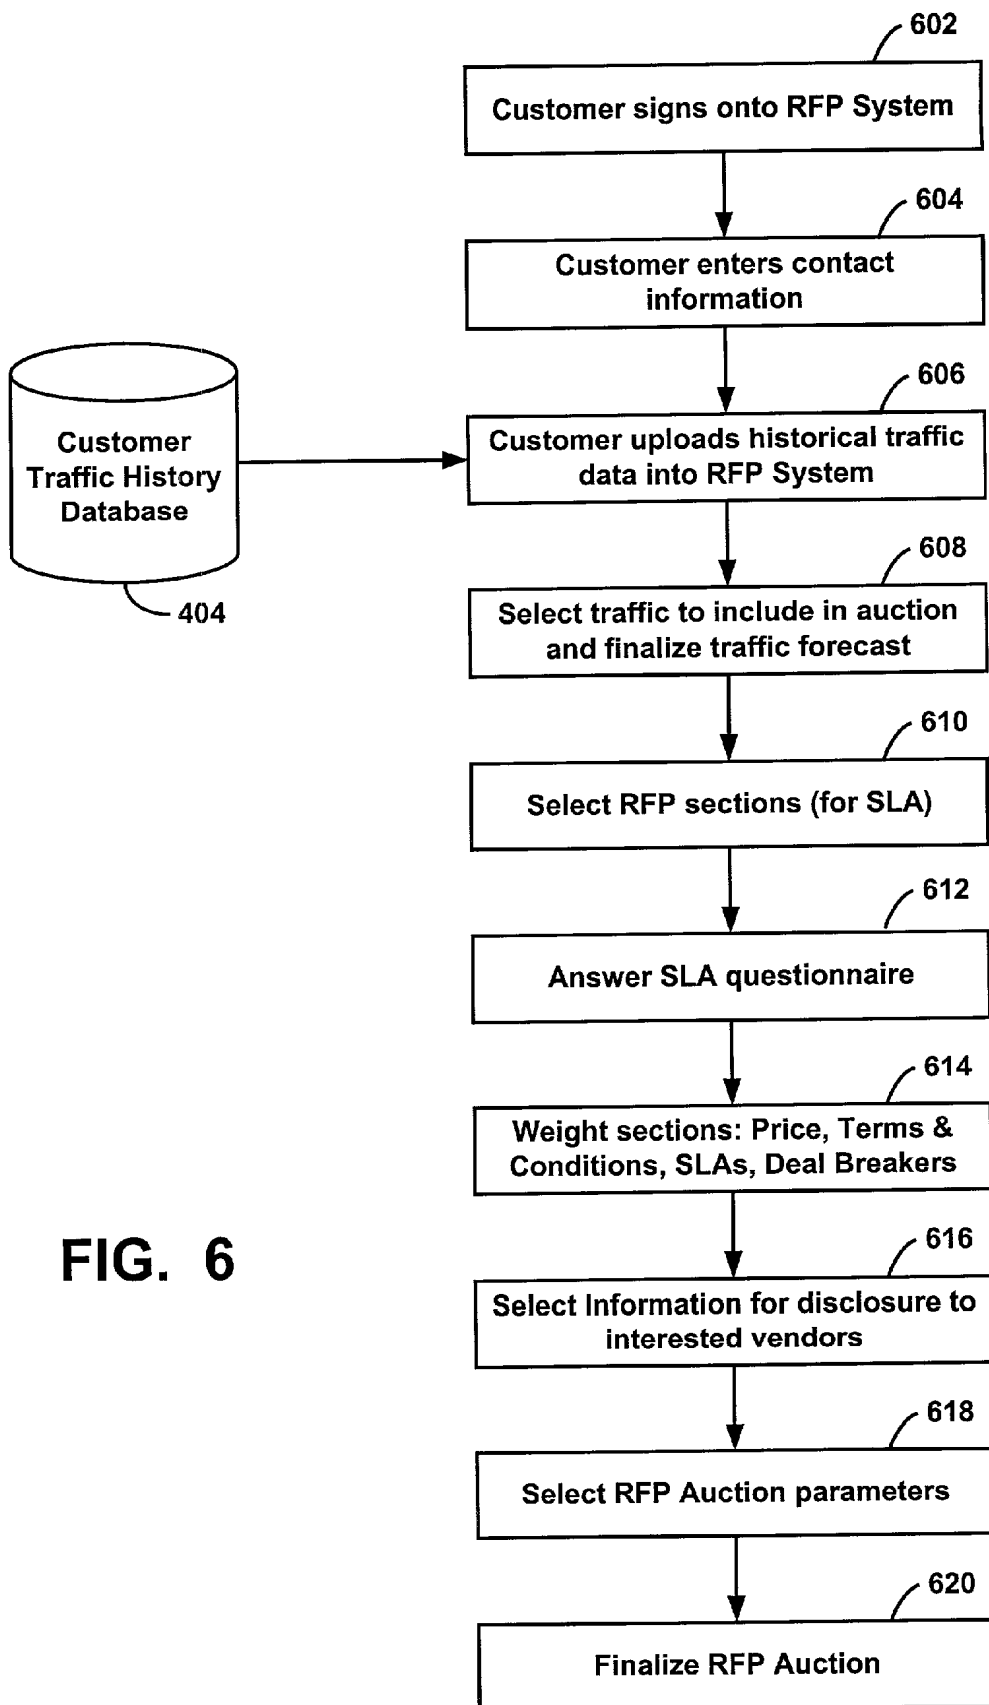 602
Customer signs onto RFP System
604
Customer enters contact
information
606
Customer uploads historical traffic
data into RFP System
Customer
Traffic History
Database
404
608
Select traffic to include in auction
and finalize traffic forecast
610
Select RFP sections (for SLA)
612
Answer SLA questionnaire
614
Weight sections: Price, Terms &
Conditions, SLAs, Deal Breakers
FIG. 6
616
Select Information for disclosure to
interested vendors
618
Select RFP Auction parameters
620
Finalize RFP Auction